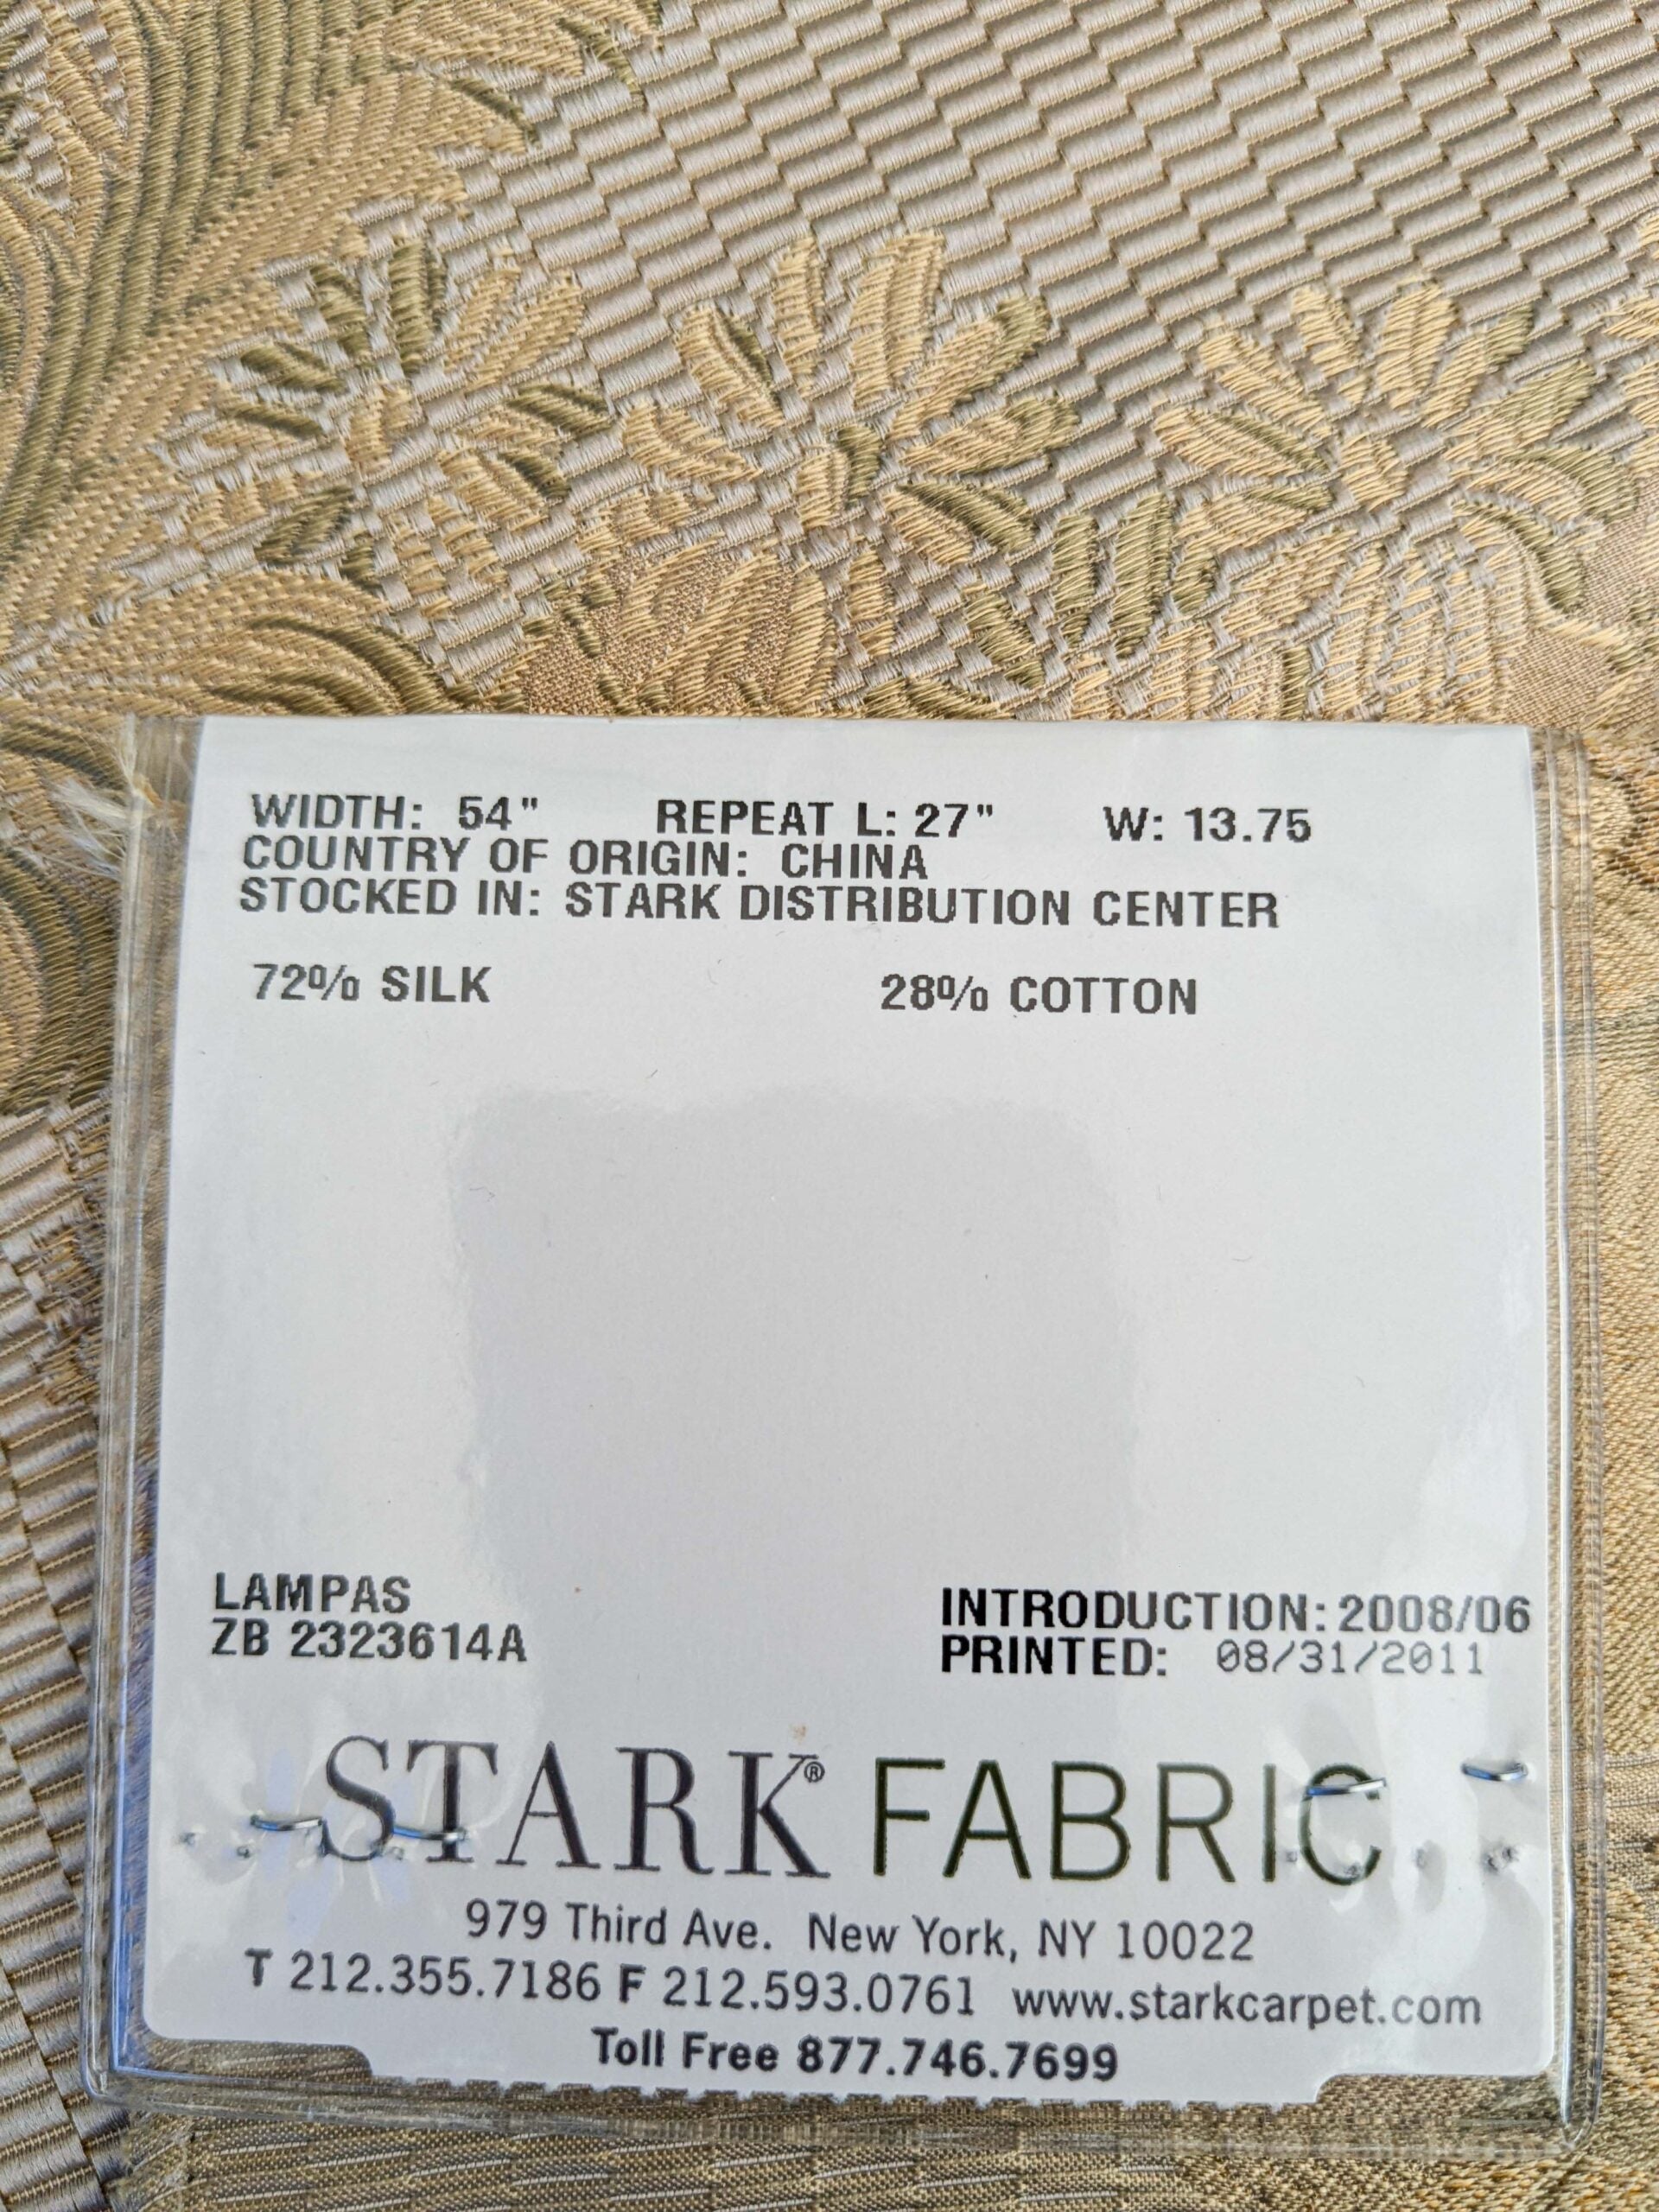 WIDTH: 54" REPEAT L: 27" W: 13.75
COUNTRY OF ORIGIN: CHINA
STOCKED IN: STARK DISTRIBUTION CENTER
72% SILK 28% COTTON
LAMPAS INTRODUCTION: 2008/06
ZB 2323614A PRINTED: 08/31/2011
STARK® FABRIC
979 Third Ave. New York, NY 10022
T 212.355.7186 F 212.593.0761 www.starkcarpet.com
Toll Free 877.746.7699